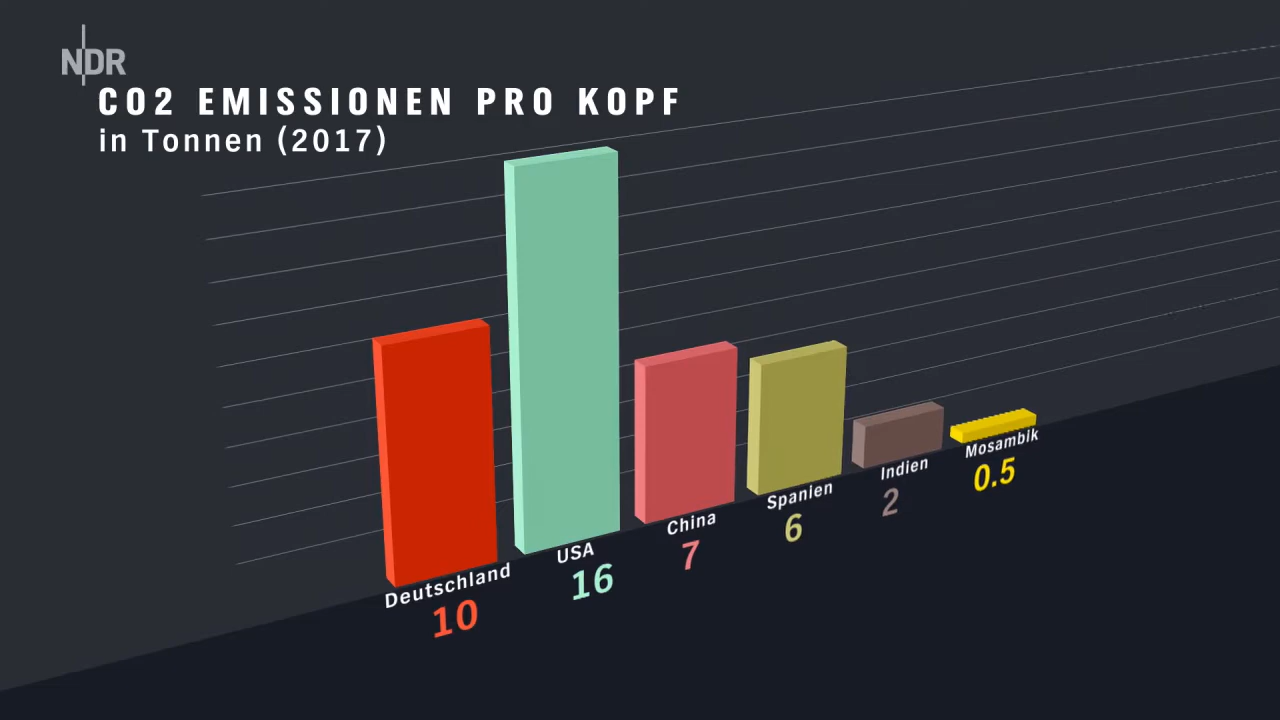 NDR
CO2 EMISSIONEN PRO KOPF
in Tonnen (2017)
Deutschland
10
USA
16
China
7
Spanien
6
Indien
2
Mosambik
0.5